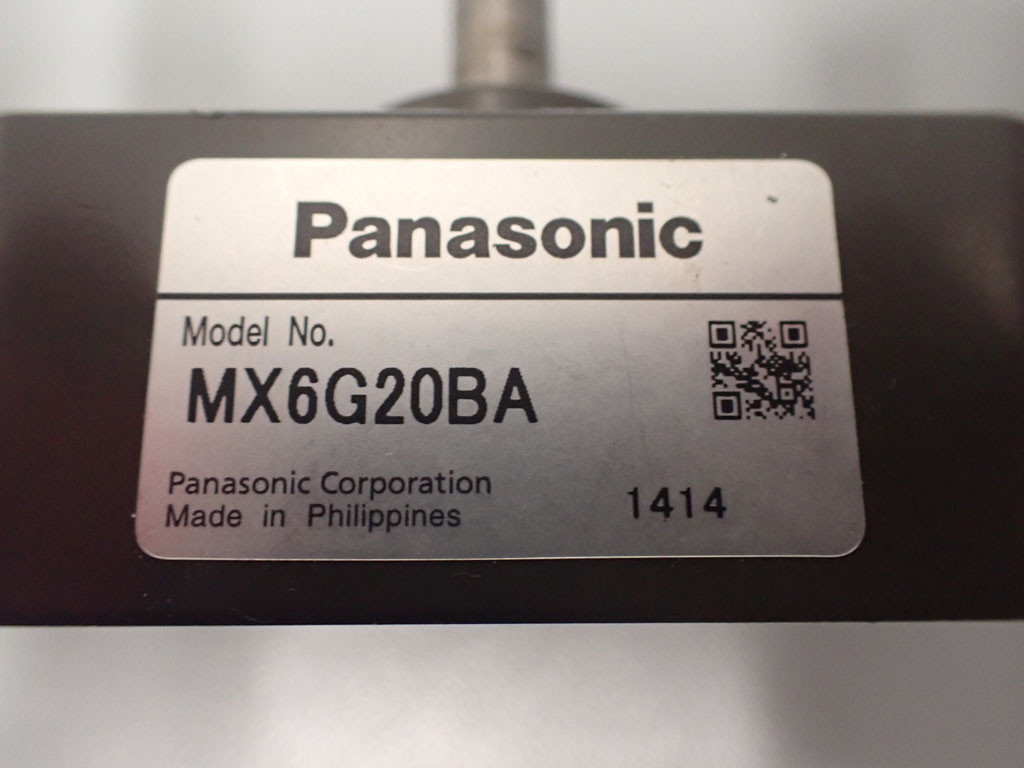 Panasonic
Model No.
MX6G20BA
Panasonic Corporation
Made in Philippines
1414